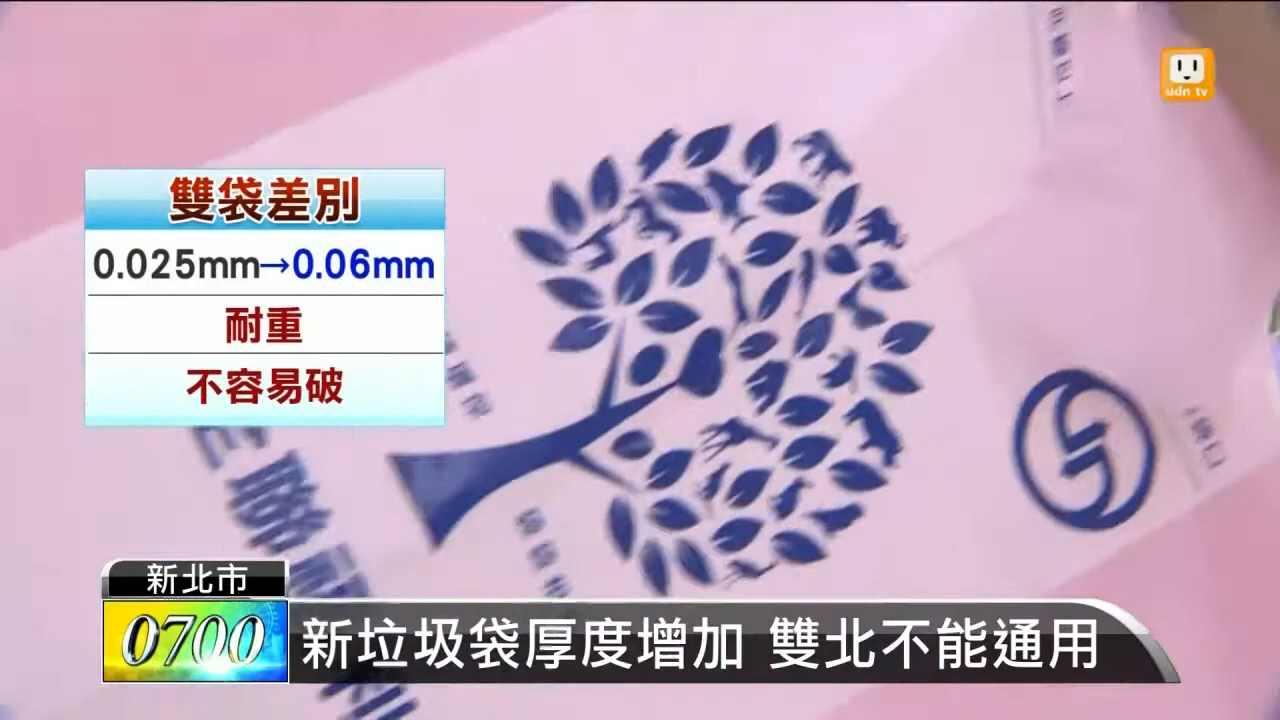 udn tv
雙袋差別
0.025mm→0.06mm
耐重
不容易破
新北市
0700
新垃圾袋厚度增加 雙北不能通用